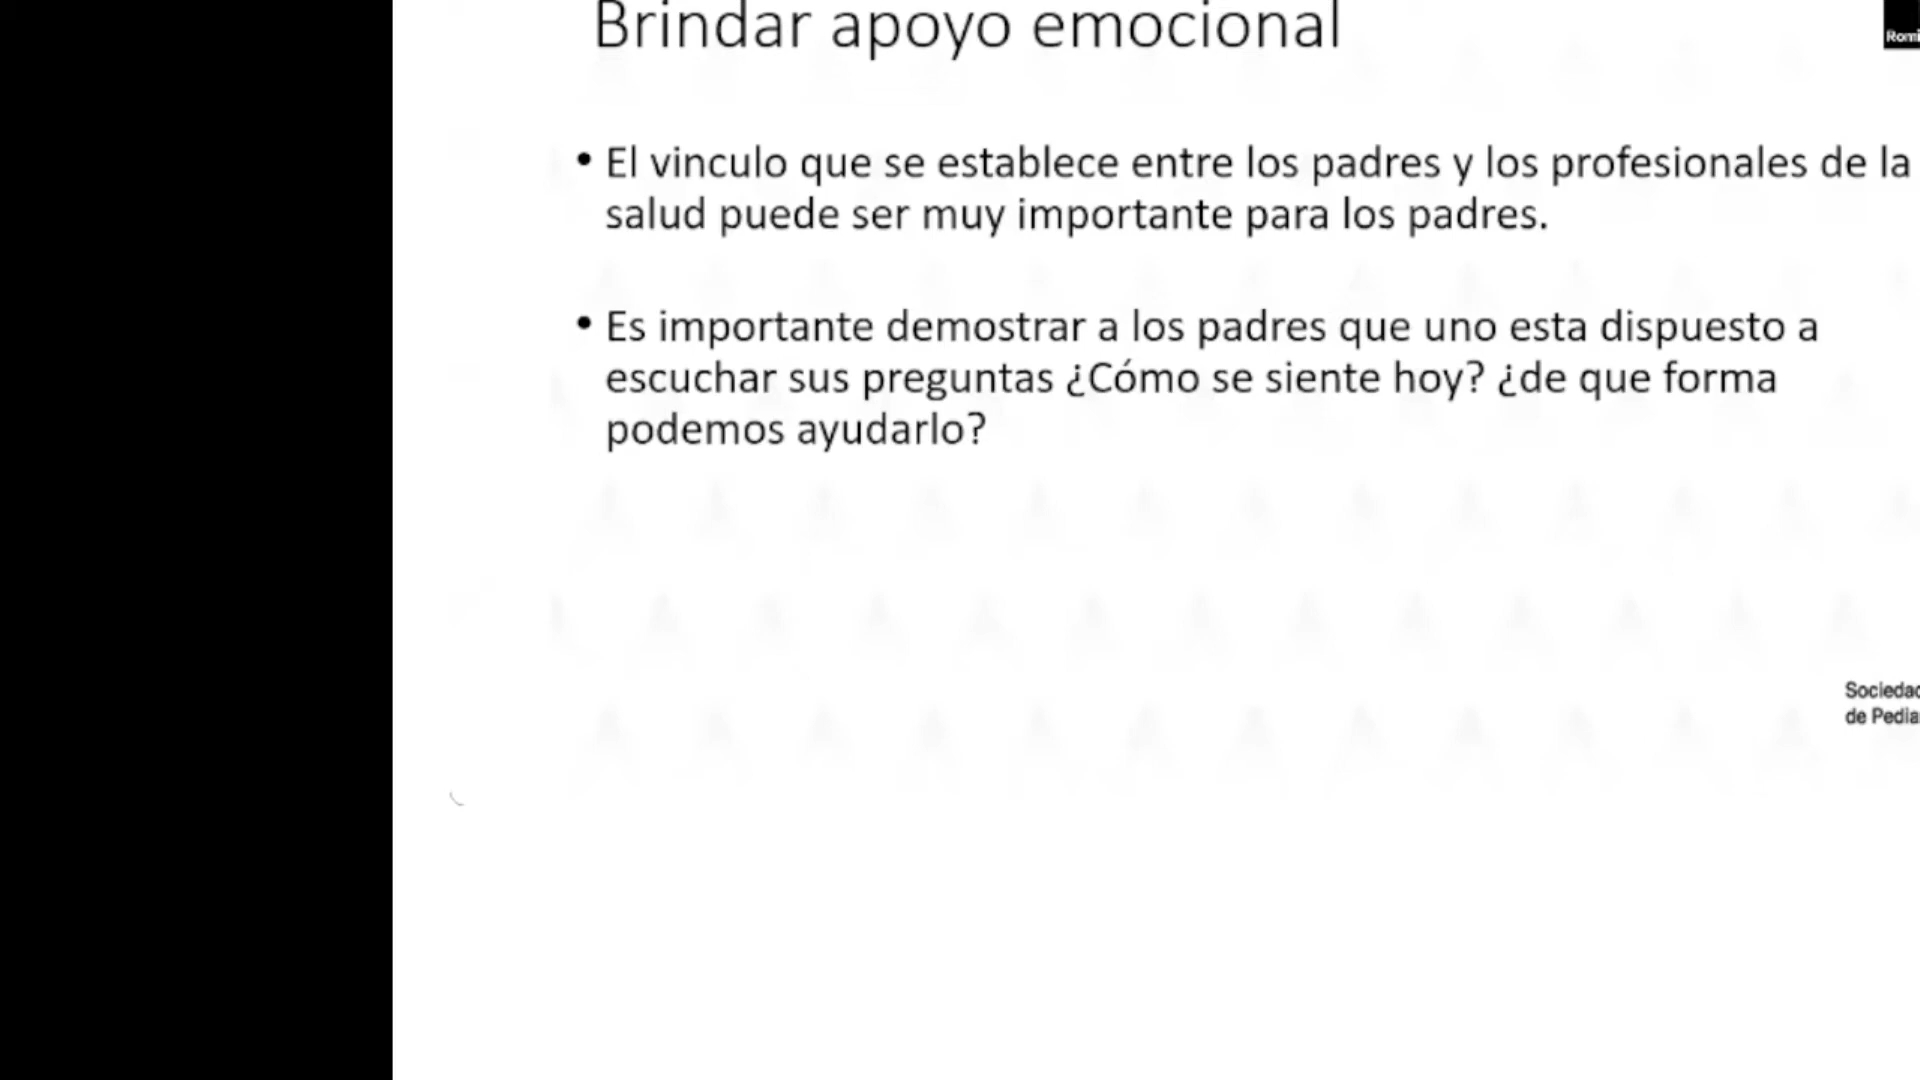 Brindar apoyo emocional
• El vinculo que se establece entre los padres y los profesionales de la
salud puede ser muy importante para los padres.
• Es importante demostrar a los padres que uno esta dispuesto a
escuchar sus preguntas ¿Cómo se siente hoy? ¿de que forma
podemos ayudarlo?
de